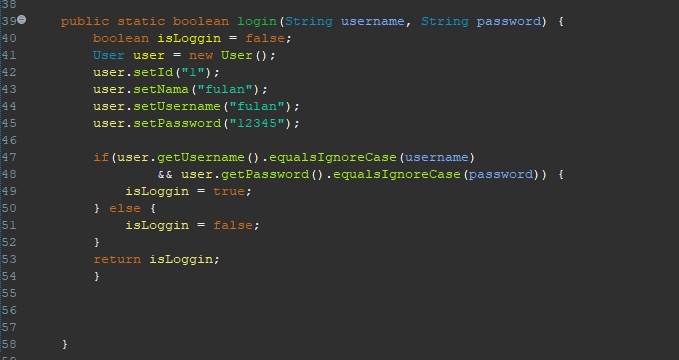 38
39 public static boolean login(String username, String password) {
40 boolean isLoggin = false;
41 User user = new User();
42 user.setId("1");
43 user.setNama("fulan");
44 user.setUsername("fulan");
45 user.setPassword("12345");
46
47 if(user.getUsername().equalsIgnoreCase(username)
48 && user.getPassword().equalsIgnoreCase(password)) {
49 isLoggin = true;
50 } else {
51 isLoggin = false;
52 }
53 return isLoggin;
54 }
55
56
57
58 }
59